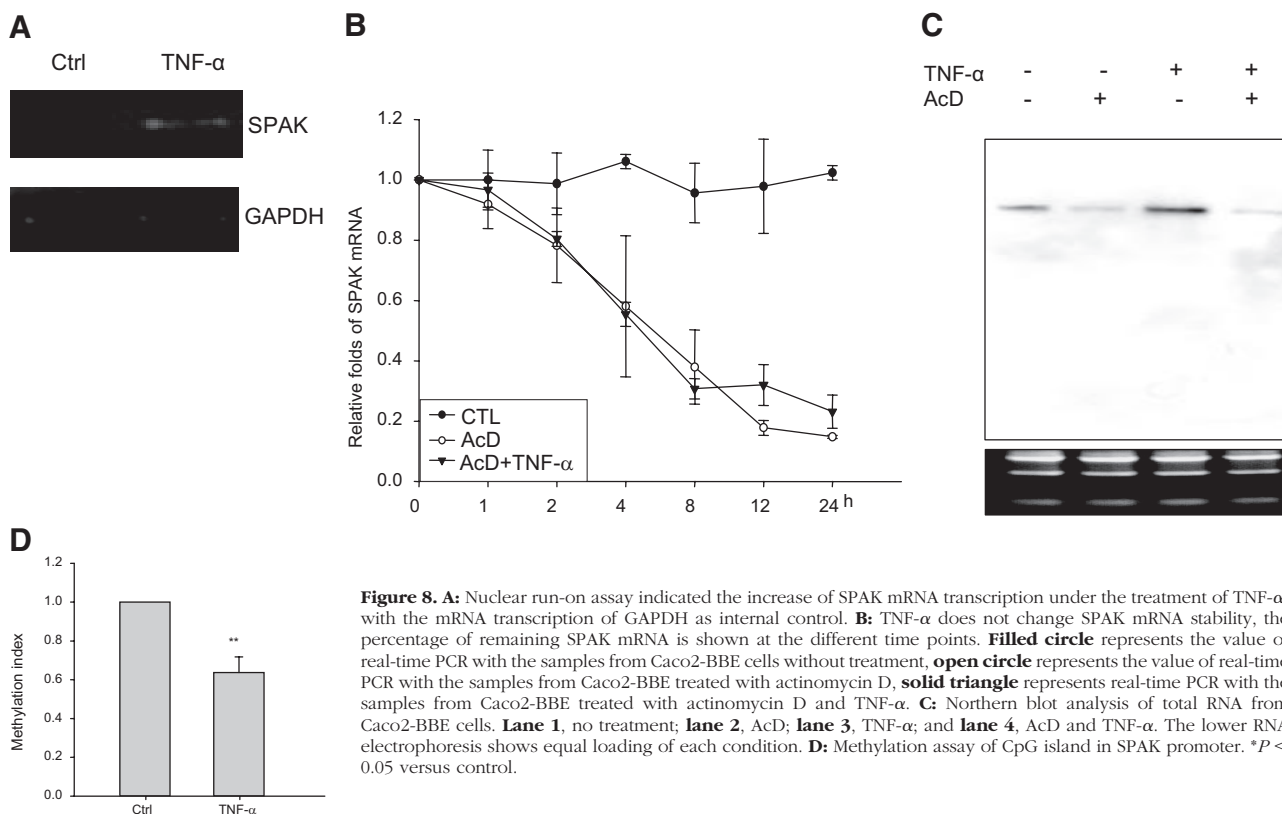 A
Ctrl TNF-α
SPAK
GAPDH
B
1.2
1.0
0.8
0.6
0.4
0.2
0.0
Relative folds of SPAK mRNA
CTL
AcD
AcD+TNF-α
0 1 2 4 8 12 24 h
C
TNF-α - - + +
AcD - + - +
D
1.2
1.0
0.8
0.6
0.4
0.2
0.0
Methylation index
**
Ctrl TNF-α
Figure 8. A: Nuclear run-on assay indicated the increase of SPAK mRNA transcription under the treatment of TNF-α
with the mRNA transcription of GAPDH as internal control. B: TNF-α does not change SPAK mRNA stability, the
percentage of remaining SPAK mRNA is shown at the different time points. Filled circle represents the value o
real-time PCR with the samples from Caco2-BBE cells without treatment, open circle represents the value of real-time
PCR with the samples from Caco2-BBE treated with actinomycin D, solid triangle represents real-time PCR with the
samples from Caco2-BBE treated with actinomycin D and TNF-α. C: Northern blot analysis of total RNA from
Caco2-BBE cells. Lane 1, no treatment; lane 2, AcD; lane 3, TNF-α; and lane 4, AcD and TNF-α. The lower RNA
electrophoresis shows equal loading of each condition. D: Methylation assay of CpG island in SPAK promoter. *P <
0.05 versus control.